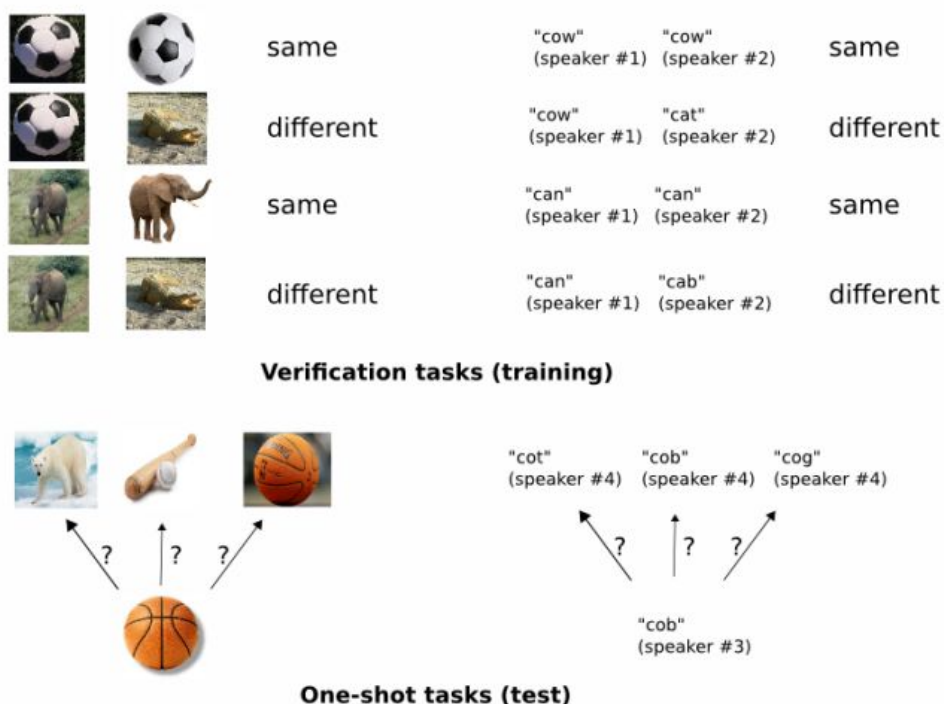 same
"cow" "cow"
(speaker #1) (speaker #2)
same
different
"cow" "cat"
(speaker #1) (speaker #2)
different
same
"can" "can"
(speaker #1) (speaker #2)
same
different
"can" "cab"
(speaker #1) (speaker #2)
different
Verification tasks (training)
? ? ?
"cot" "cob" "cog"
(speaker #4) (speaker #4) (speaker #4)
? ? ?
"cob"
(speaker #3)
One-shot tasks (test)